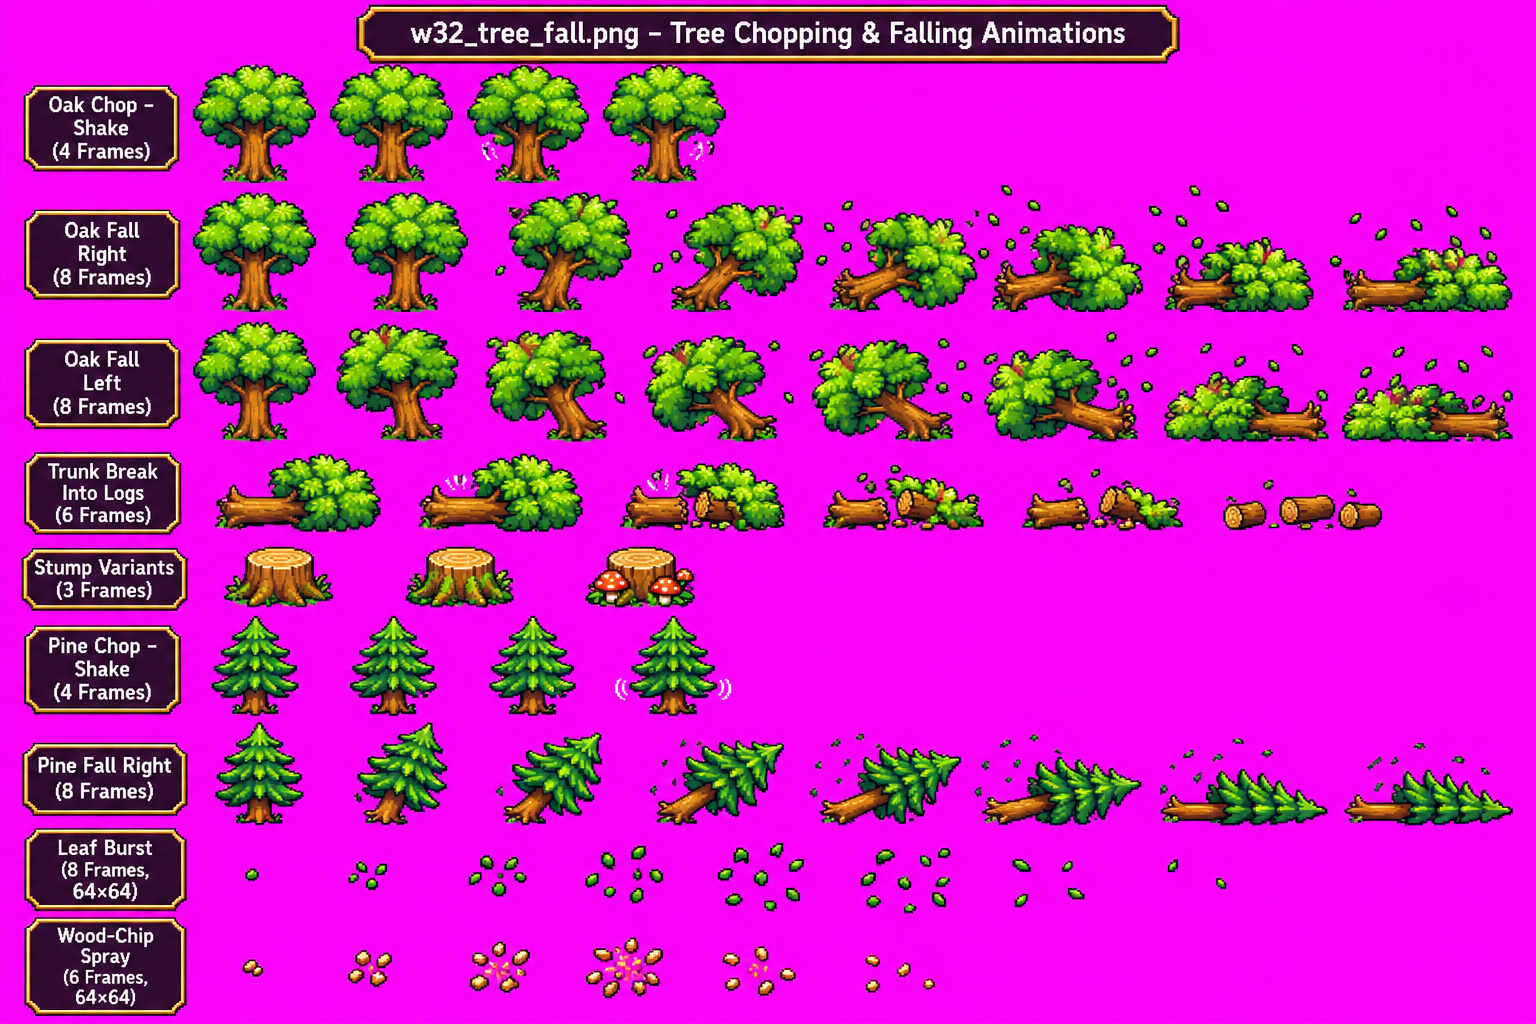 w32_tree_fall.png – Tree Chopping & Falling Animations
Oak Chop –
Shake
(4 Frames)
Oak Fall
Right
(8 Frames)
Oak Fall
Left
(8 Frames)
Trunk Break
Into Logs
(6 Frames)
Stump Variants
(3 Frames)
Pine Chop –
Shake
(4 Frames)
Pine Fall Right
(8 Frames)
Leaf Burst
(8 Frames,
64×64)
Wood-Chip
Spray
(6 Frames,
64×64)